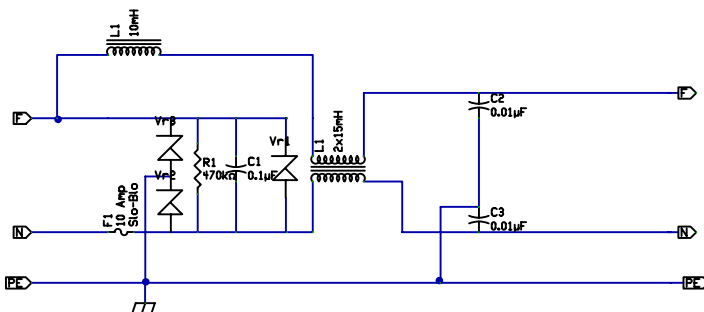 L1
10mH
F
Vr3
Vr2
R1
470kΩ
C1
0.1µF
Vr1
L1
2x15mH
C2
0.01µF
F
N
F1
10 Amp
Slo-Blo
C3
0.01µF
N
PE
PE